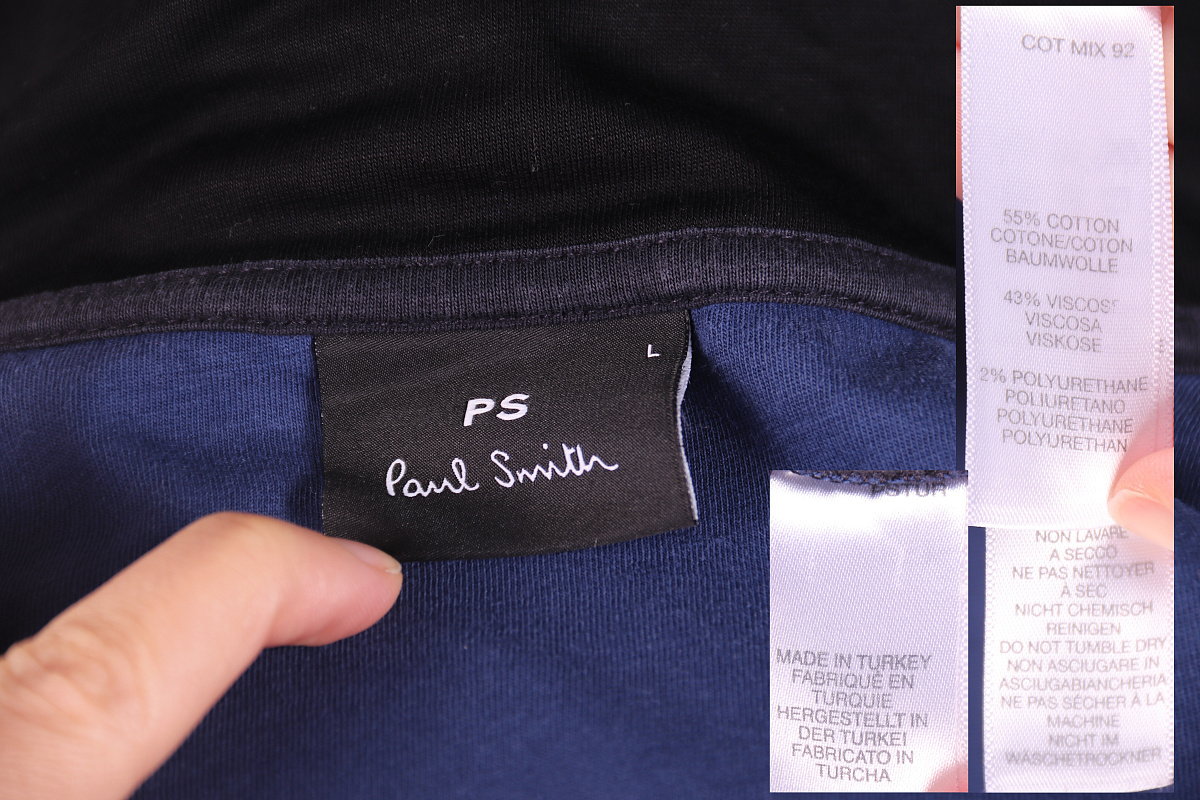 L
PS
Paul Smith
COT MIX 92
55% COTTON
COTONE/COTON
BAUMWOLLE
43% VISCOSE
VISCOSA
VISKOSE
2% POLYURETHANE
POLIURETANO
POLYURETHANE
POLYURETHAN
NON LAVARE
A SECCO
NE PAS NETTOYER
À SEC
NICHT CHEMISCH
REINIGEN
DO NOT TUMBLE DRY
NON ASCIUGARE IN
ASCIUGABIANCHERIA
NE PAS SÉCHER À LA
MACHINE
NICHT IM
WÄSCHETROCKNER
MADE IN TURKEY
FABRIQUÉ EN
TURQUIE
HERGESTELLT IN
DER TURKEI
FABBRICATO IN
TURCHA